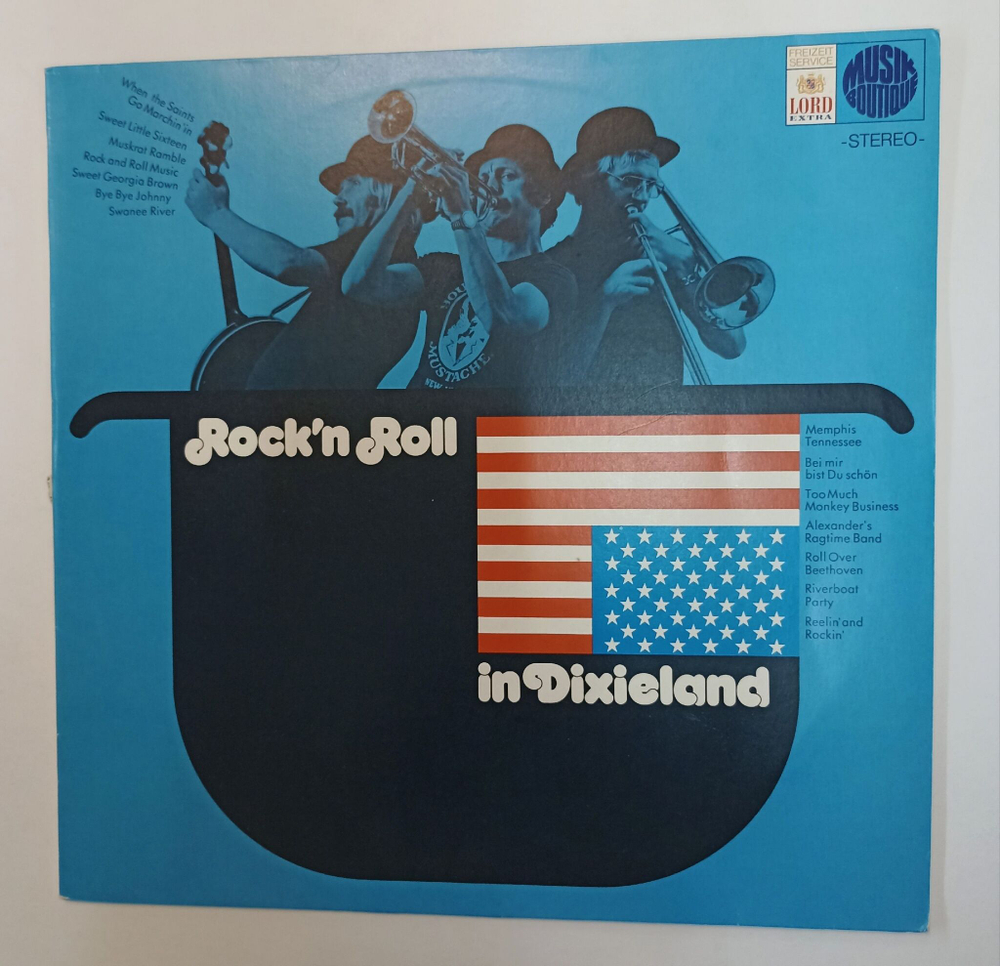 When the Saints
Go Marchin' in
Sweet Little Sixteen
Muskrat Ramble
Rock and Roll Music
Sweet Georgia Brown
Bye Bye Johnny
Swanee River
FREIZEIT
SERVICE
LORD
EXTRA
MUSIK
BOUTIQUE
-STEREO-
MUSTACHE
Rock'n Roll
Memphis
Tennessee
Bei mir
bist Du schön
Too Much
Monkey Business
Alexander's
Ragtime Band
Roll Over
Beethoven
Riverboat
Party
Reelin' and
Rockin'
in Dixieland